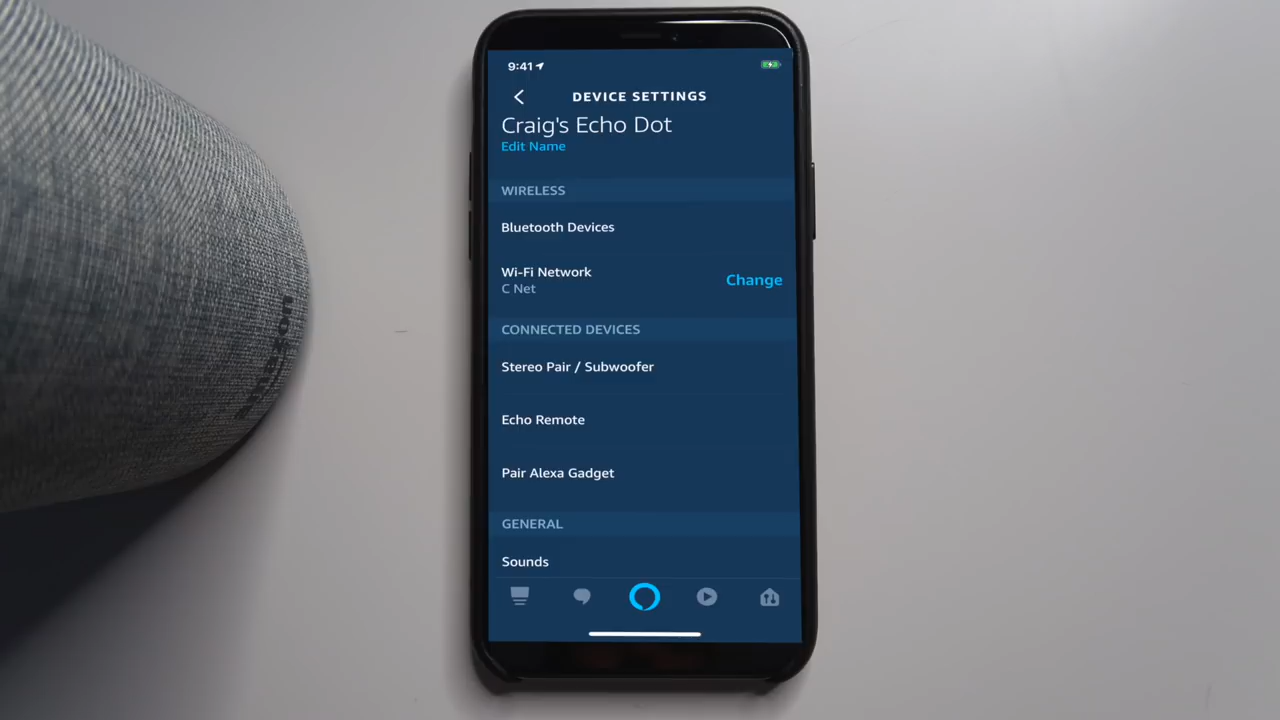 9:41
DEVICE SETTINGS
Craig's Echo Dot
Edit Name
WIRELESS
Bluetooth Devices
Wi-Fi Network
C Net
Change
CONNECTED DEVICES
Stereo Pair / Subwoofer
Echo Remote
Pair Alexa Gadget
GENERAL
Sounds
amazon